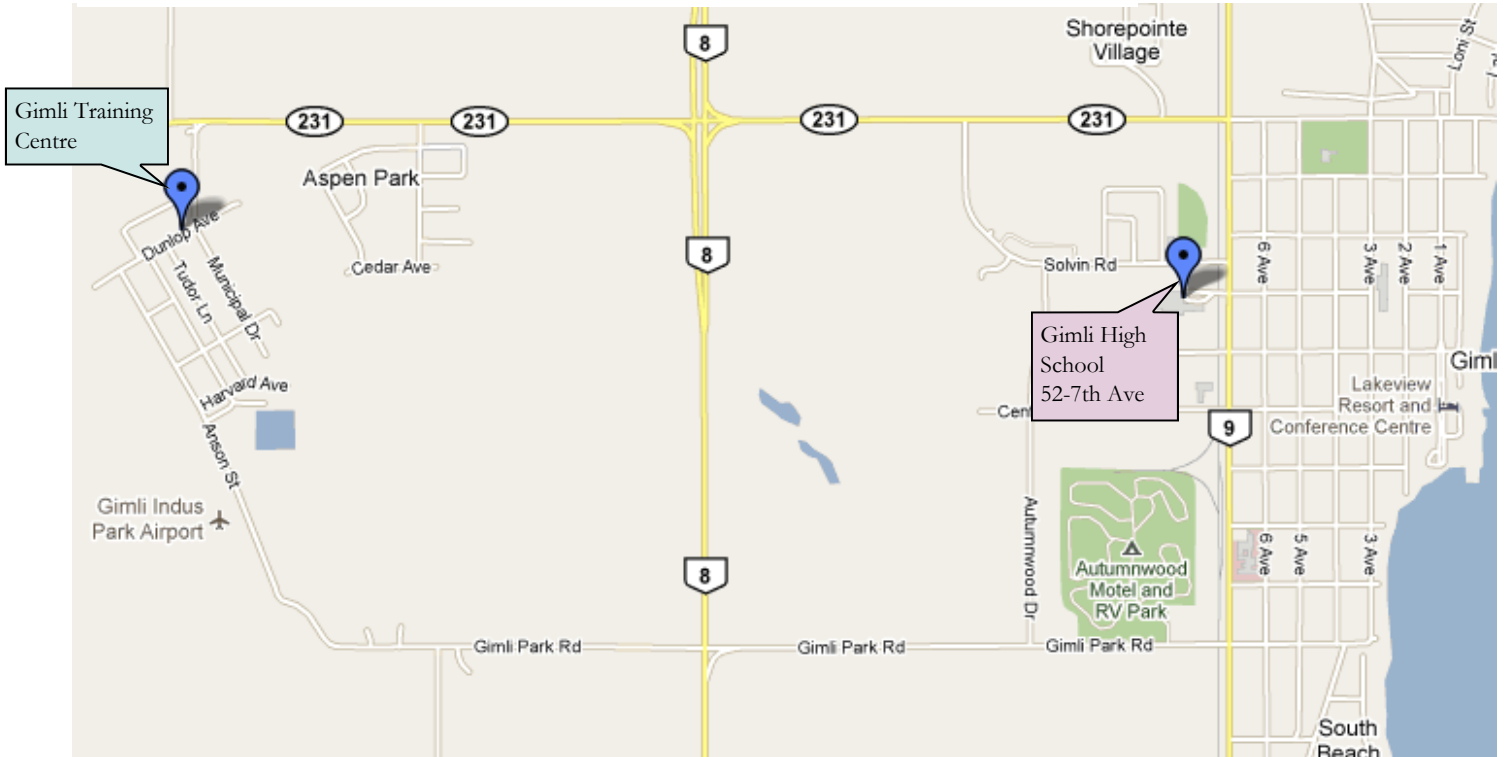 8
Shorepointe
Village
Loni St
Gimli Training
Centre
231
231
231
231
Aspen Park
Dunlop Ave
Tudor Ln
Municipal Dr
Cedar Ave
8
Solvin Rd
6 Ave
3 Ave
2 Ave
1 Ave
Gimli High
School
52-7th Ave
Giml
Harvard Ave
Lakeview
Resort and
Conference Centre
Cent
9
Anson St
Gimli Indus
Park Airport
Autumnwood Dr
6 Ave
5 Ave
3 Ave
8
Autumnwood
Motel and
RV Park
Gimli Park Rd
Gimli Park Rd
Gimli Park Rd
South
Beach